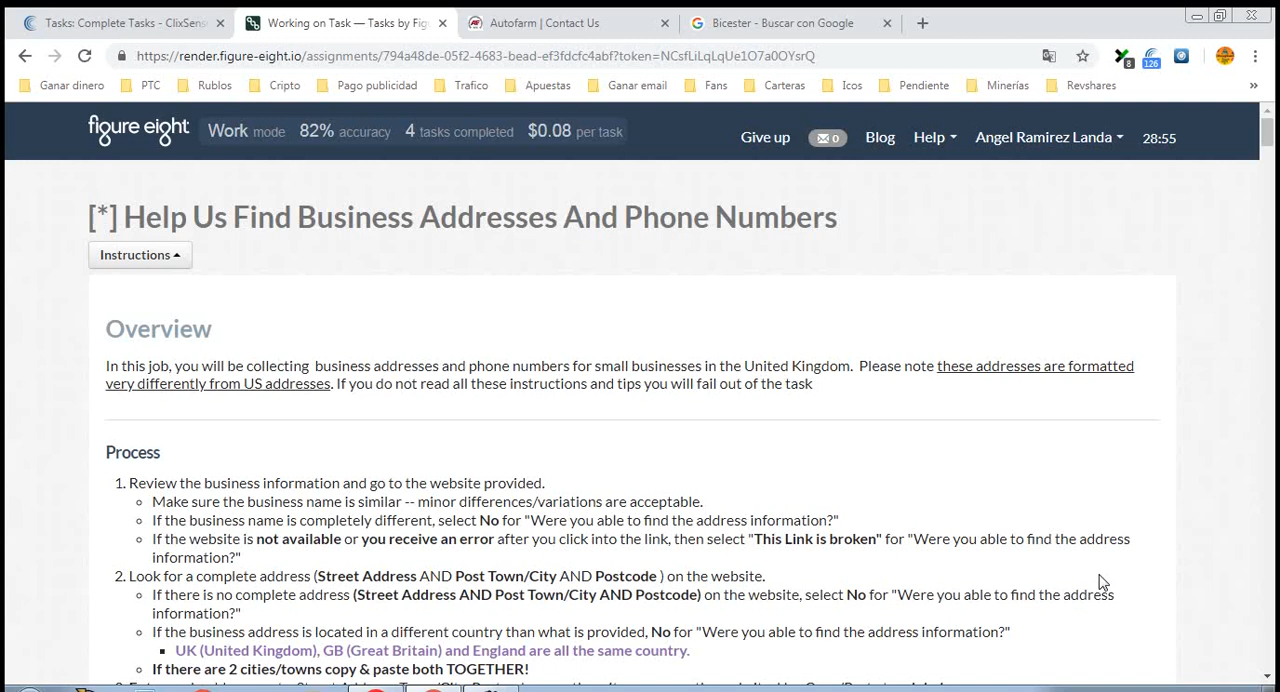 Tasks: Complete Tasks - ClixSens
Working on Task — Tasks by Figu
Autofarm | Contact Us
Bicester - Buscar con Google
https://render.figure-eight.io/assignments/794a48de-05f2-4683-bead-ef3fdcfc4abf?token=NCsfLiLqLqUe1O7a0OYsrQ
8
126
Ganar dinero
PTC
Rublos
Cripto
Pago publicidad
Trafico
Apuestas
Ganar email
Fans
Carteras
Icos
Pendiente
Minerías
Revshares
»
figure eight
Work mode
82% accuracy
4 tasks completed
$0.08 per task
Give up
0
Blog
Help
Angel Ramirez Landa
28:55
[*] Help Us Find Business Addresses And Phone Numbers
Instructions
Overview
In this job, you will be collecting business addresses and phone numbers for small businesses in the United Kingdom. Please note these addresses are formatted
very differently from US addresses. If you do not read all these instructions and tips you will fail out of the task
Process
1. Review the business information and go to the website provided.
Make sure the business name is similar -- minor differences/variations are acceptable.
If the business name is completely different, select No for "Were you able to find the address information?"
If the website is not available or you receive an error after you click into the link, then select "This Link is broken" for "Were you able to find the address
information?"
2. Look for a complete address (Street Address AND Post Town/City AND Postcode ) on the website.
If there is no complete address (Street Address AND Post Town/City AND Postcode) on the website, select No for "Were you able to find the address
information?"
If the business address is located in a different country than what is provided, No for "Were you able to find the address information?"
UK (United Kingdom), GB (Great Britain) and England are all the same country.
If there are 2 cities/towns copy & paste both TOGETHER!